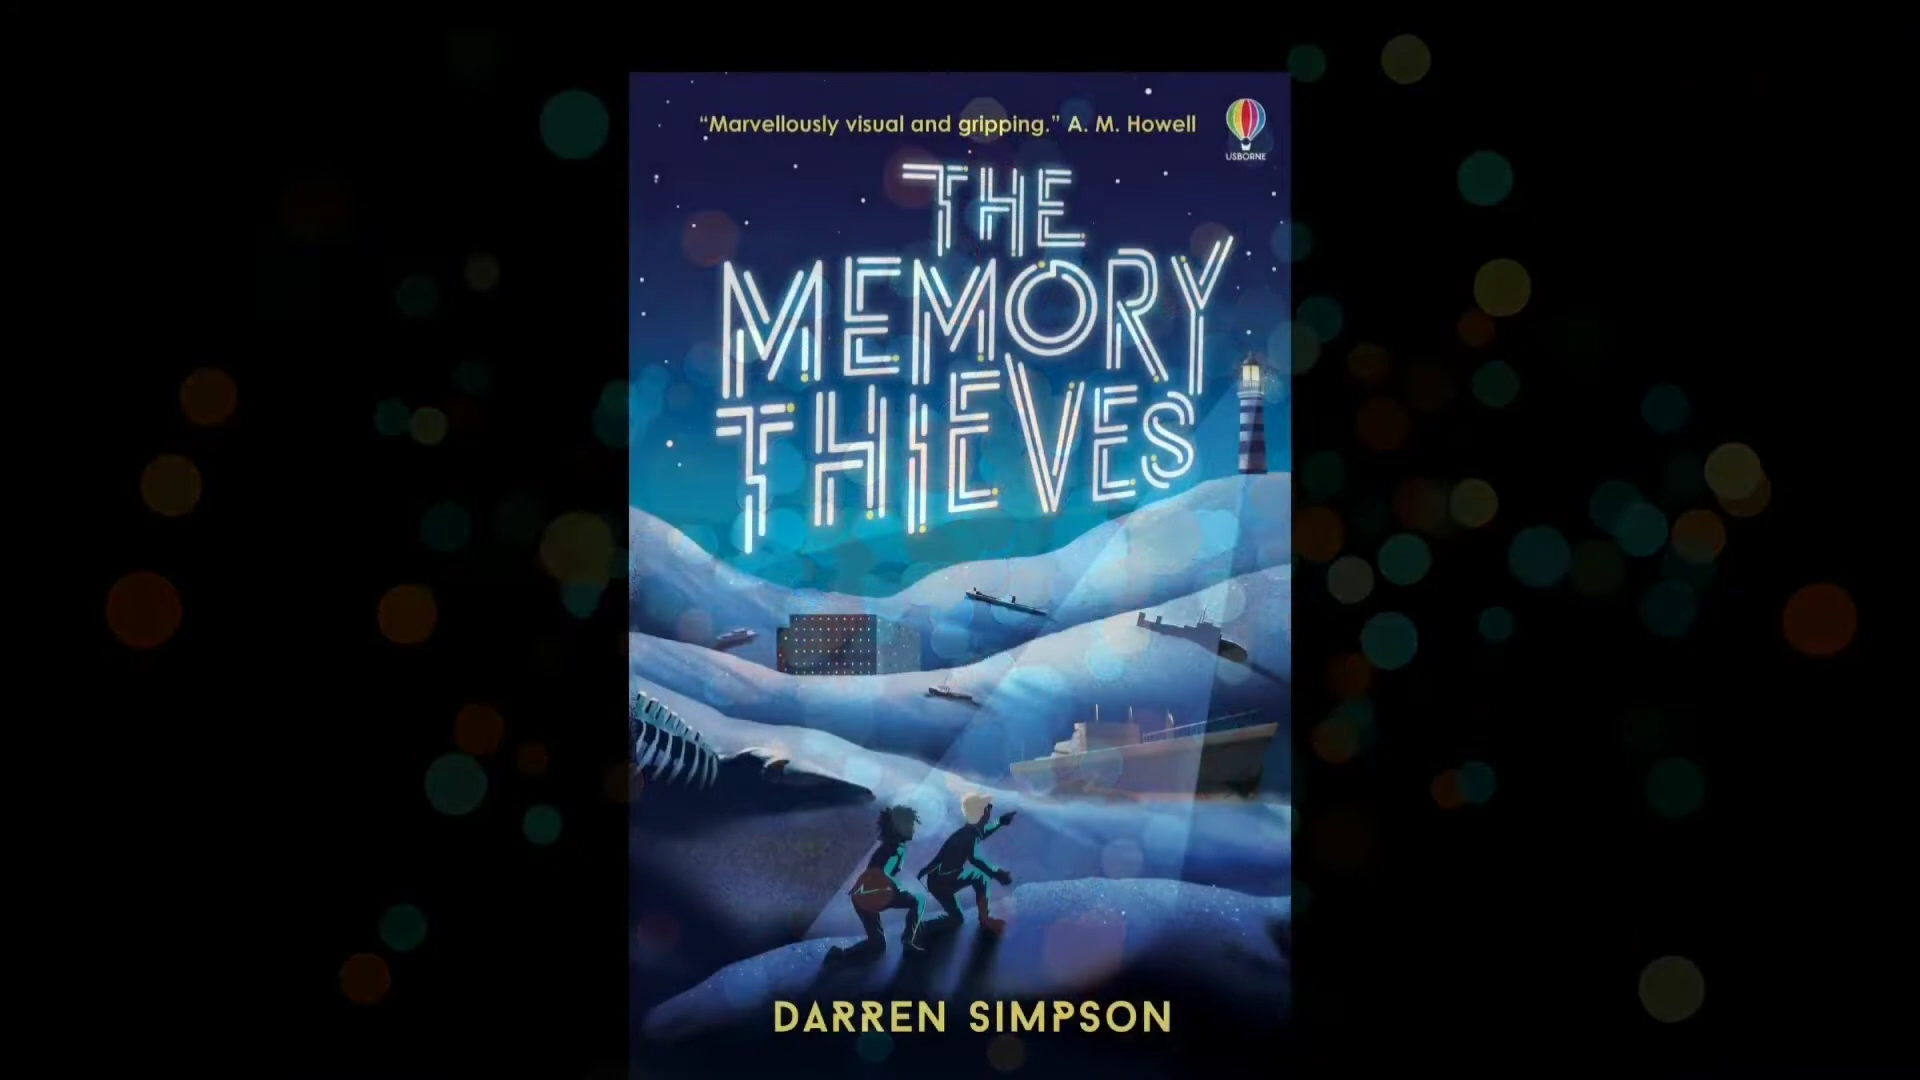 “Marvellously visual and gripping.” A. M. Howell
USBORNE
THE
MEMORY
THIEVES
DARREN SIMPSON